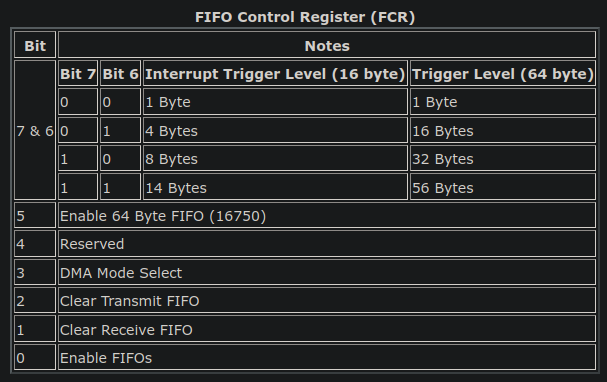 FIFO Control Register (FCR)
Bit Notes
Bit 7 Bit 6 Interrupt Trigger Level (16 byte) Trigger Level (64 byte)
0 0 1 Byte 1 Byte
7 & 6 0 1 4 Bytes 16 Bytes
1 0 8 Bytes 32 Bytes
1 1 14 Bytes 56 Bytes
5 Enable 64 Byte FIFO (16750)
4 Reserved
3 DMA Mode Select
2 Clear Transmit FIFO
1 Clear Receive FIFO
0 Enable FIFOs